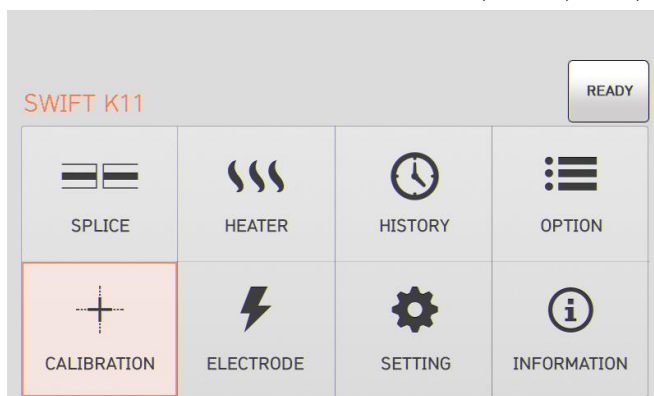 READY
SWIFT K11
SPLICE
HEATER
HISTORY
OPTION
CALIBRATION
ELECTRODE
SETTING
INFORMATION